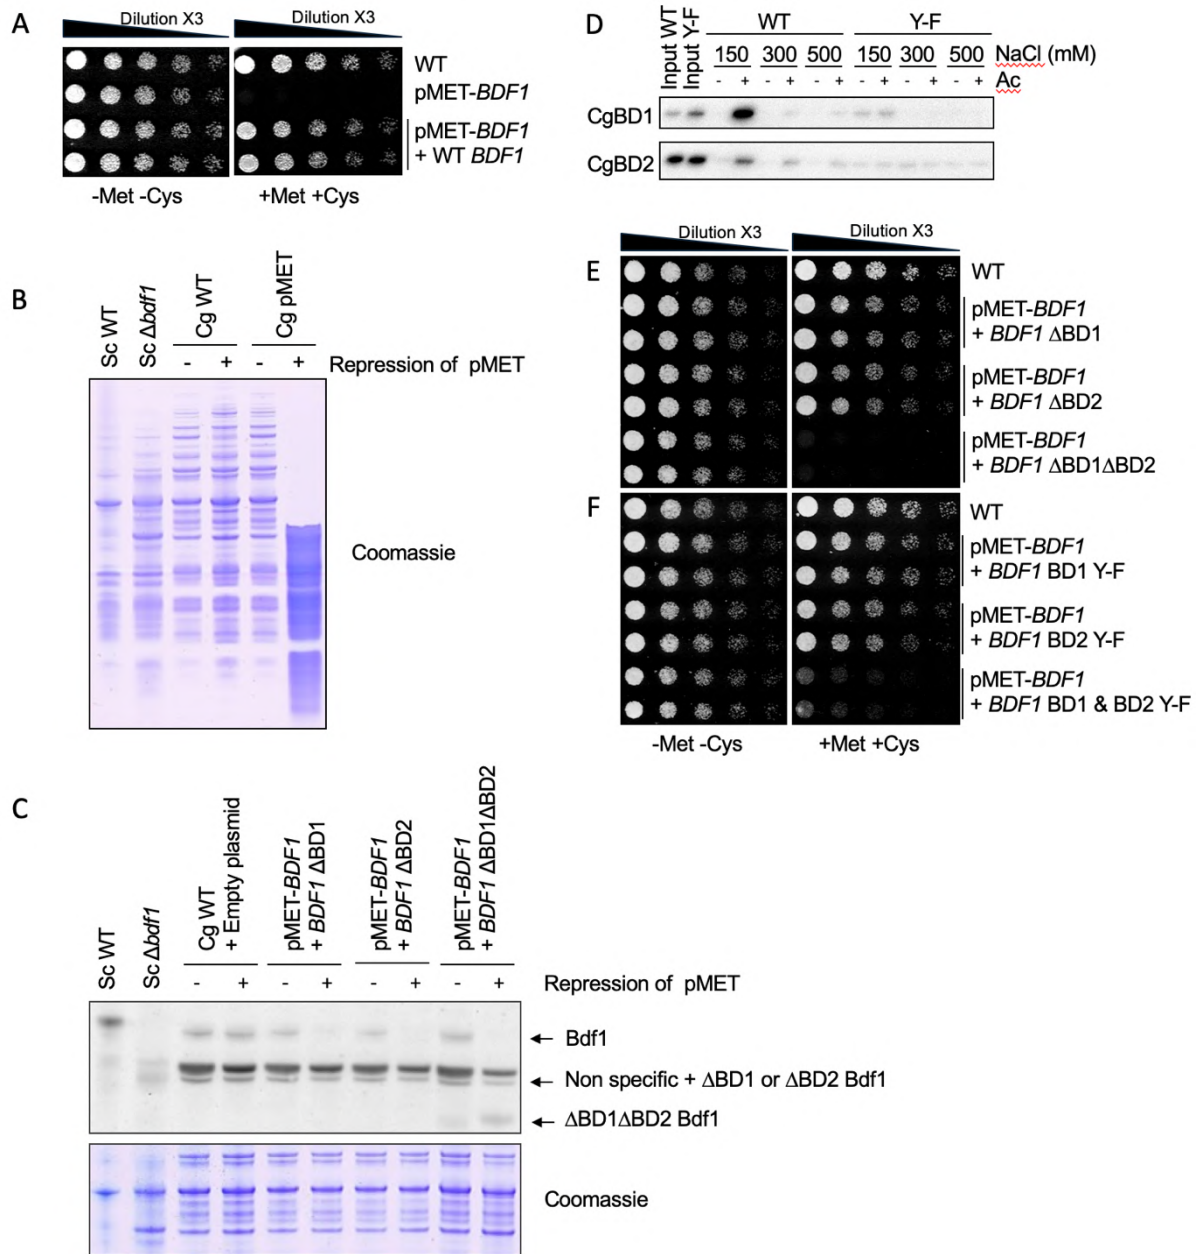 A
Dilution X3
WT
pMET-BDF1
pMET-BDF1
+ WT BDF1
-Met -Cys
+Met +Cys
B
Sc WT
Sc Δbdf1
Cg WT
Cg pMET
- + - +
Repression of pMET
Coomassie
C
Sc WT
Sc Δbdf1
Cg WT
+ Empty plasmid
pMET-BDF1
+ BDF1 ΔBD1
pMET-BDF1
+ BDF1 ΔBD2
pMET-BDF1
+ BDF1 ΔBD1ΔBD2
- + - + - + - +
Repression of pMET
Bdf1
Non specific + ΔBD1 or ΔBD2 Bdf1
ΔBD1ΔBD2 Bdf1
Coomassie
D
Input WT
Input Y-F
WT
Y-F
150 300 500 150 300 500 NaCl (mM)
- + - + - + - + - + - + Ac
CgBD1
CgBD2
E
Dilution X3
Dilution X3
WT
pMET-BDF1
+ BDF1 ΔBD1
pMET-BDF1
+ BDF1 ΔBD2
pMET-BDF1
+ BDF1 ΔBD1ΔBD2
F
WT
pMET-BDF1
+ BDF1 BD1 Y-F
pMET-BDF1
+ BDF1 BD2 Y-F
pMET-BDF1
+ BDF1 BD1 & BD2 Y-F
-Met -Cys
+Met +Cys